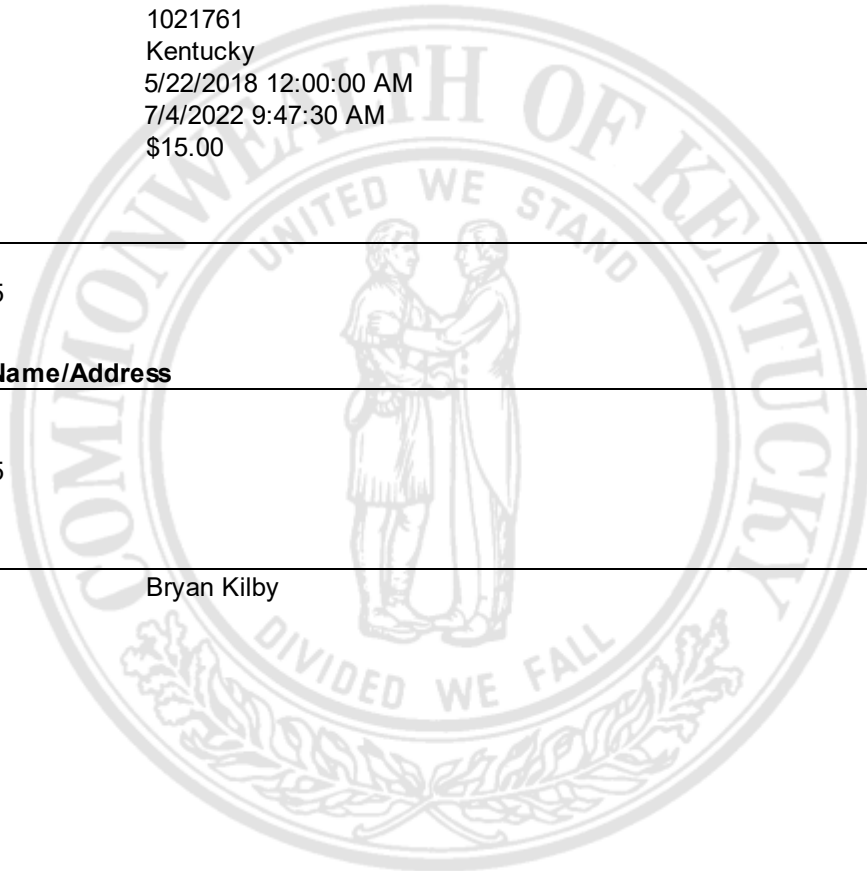 1021761
Kentucky
5/22/2018 12:00:00 AM
7/4/2022 9:47:30 AM
$15.00
COMMONWEALTH OF KENTUCKY
UNITED WE STAND
5
Name/Address
5
Bryan Kilby
DIVIDED WE FALL